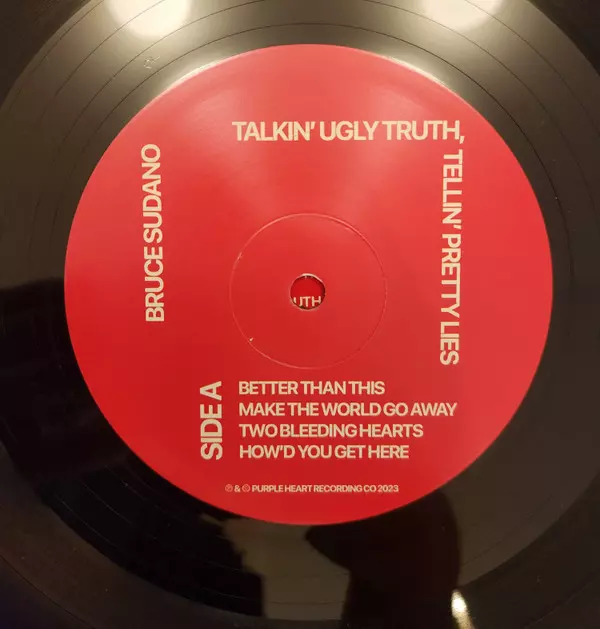 TALKIN' UGLY TRUTH,
TELLIN' PRETTY LIES
BRUCE SUDANO
UTH
SIDE A
BETTER THAN THIS
MAKE THE WORLD GO AWAY
TWO BLEEDING HEARTS
HOW'D YOU GET HERE
℗ & © PURPLE HEART RECORDING CO 2023